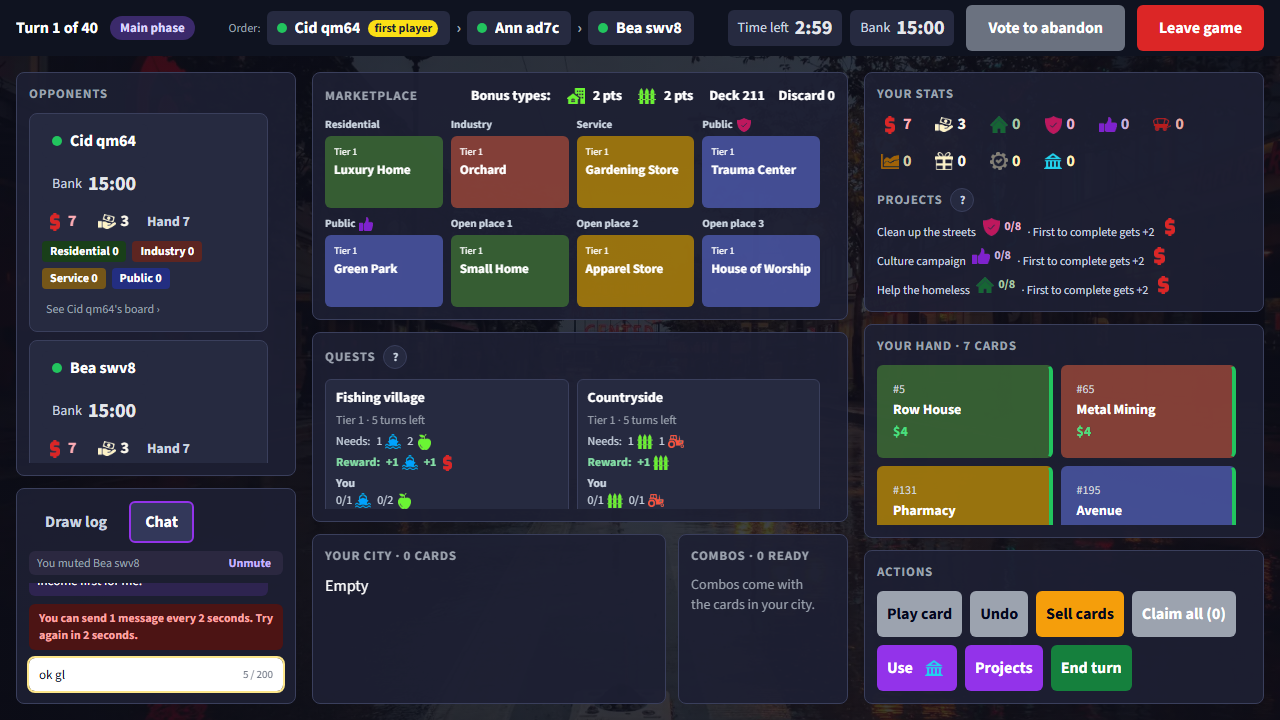 Turn 1 of 40 Main phase Order: Cid qm64 first player › Ann ad7c › Bea swv8 Time left 2:59 Bank 15:00 Vote to abandon Leave game
OPPONENTS
Cid qm64
Bank 15:00
7 3 Hand 7
Residential 0 Industry 0
Service 0 Public 0
See Cid qm64's board ›
Bea swv8
Bank 15:00
7 3 Hand 7
Draw log Chat
You muted Bea swv8 Unmute
You can send 1 message every 2 seconds. Try
again in 2 seconds.
ok gl 5 / 200
MARKETPLACE Bonus types: 2 pts 2 pts Deck 211 Discard 0
Residential Industry Service Public
Tier 1 Tier 1 Tier 1 Tier 1
Luxury Home Orchard Gardening Store Trauma Center
Public Open place 1 Open place 2 Open place 3
Tier 1 Tier 1 Tier 1 Tier 1
Green Park Small Home Apparel Store House of Worship
QUESTS ?
Fishing village
Tier 1 · 5 turns left
Needs: 1 2
Reward: +1 +1
You
0/1 0/2
Countryside
Tier 1 · 5 turns left
Needs: 1 1
Reward: +1
You
0/1 0/1
YOUR CITY · 0 CARDS
Empty
COMBOS · 0 READY
Combos come with
the cards in your city.
YOUR STATS
7 3 0 0 0 0
0 0 0 0
PROJECTS ?
Clean up the streets 0/8 · First to complete gets +2
Culture campaign 0/8 · First to complete gets +2
Help the homeless 0/8 · First to complete gets +2
YOUR HAND · 7 CARDS
#5
Row House
$4
#65
Metal Mining
$4
#131
Pharmacy
#195
Avenue
ACTIONS
Play card Undo Sell cards Claim all (0)
Use Projects End turn